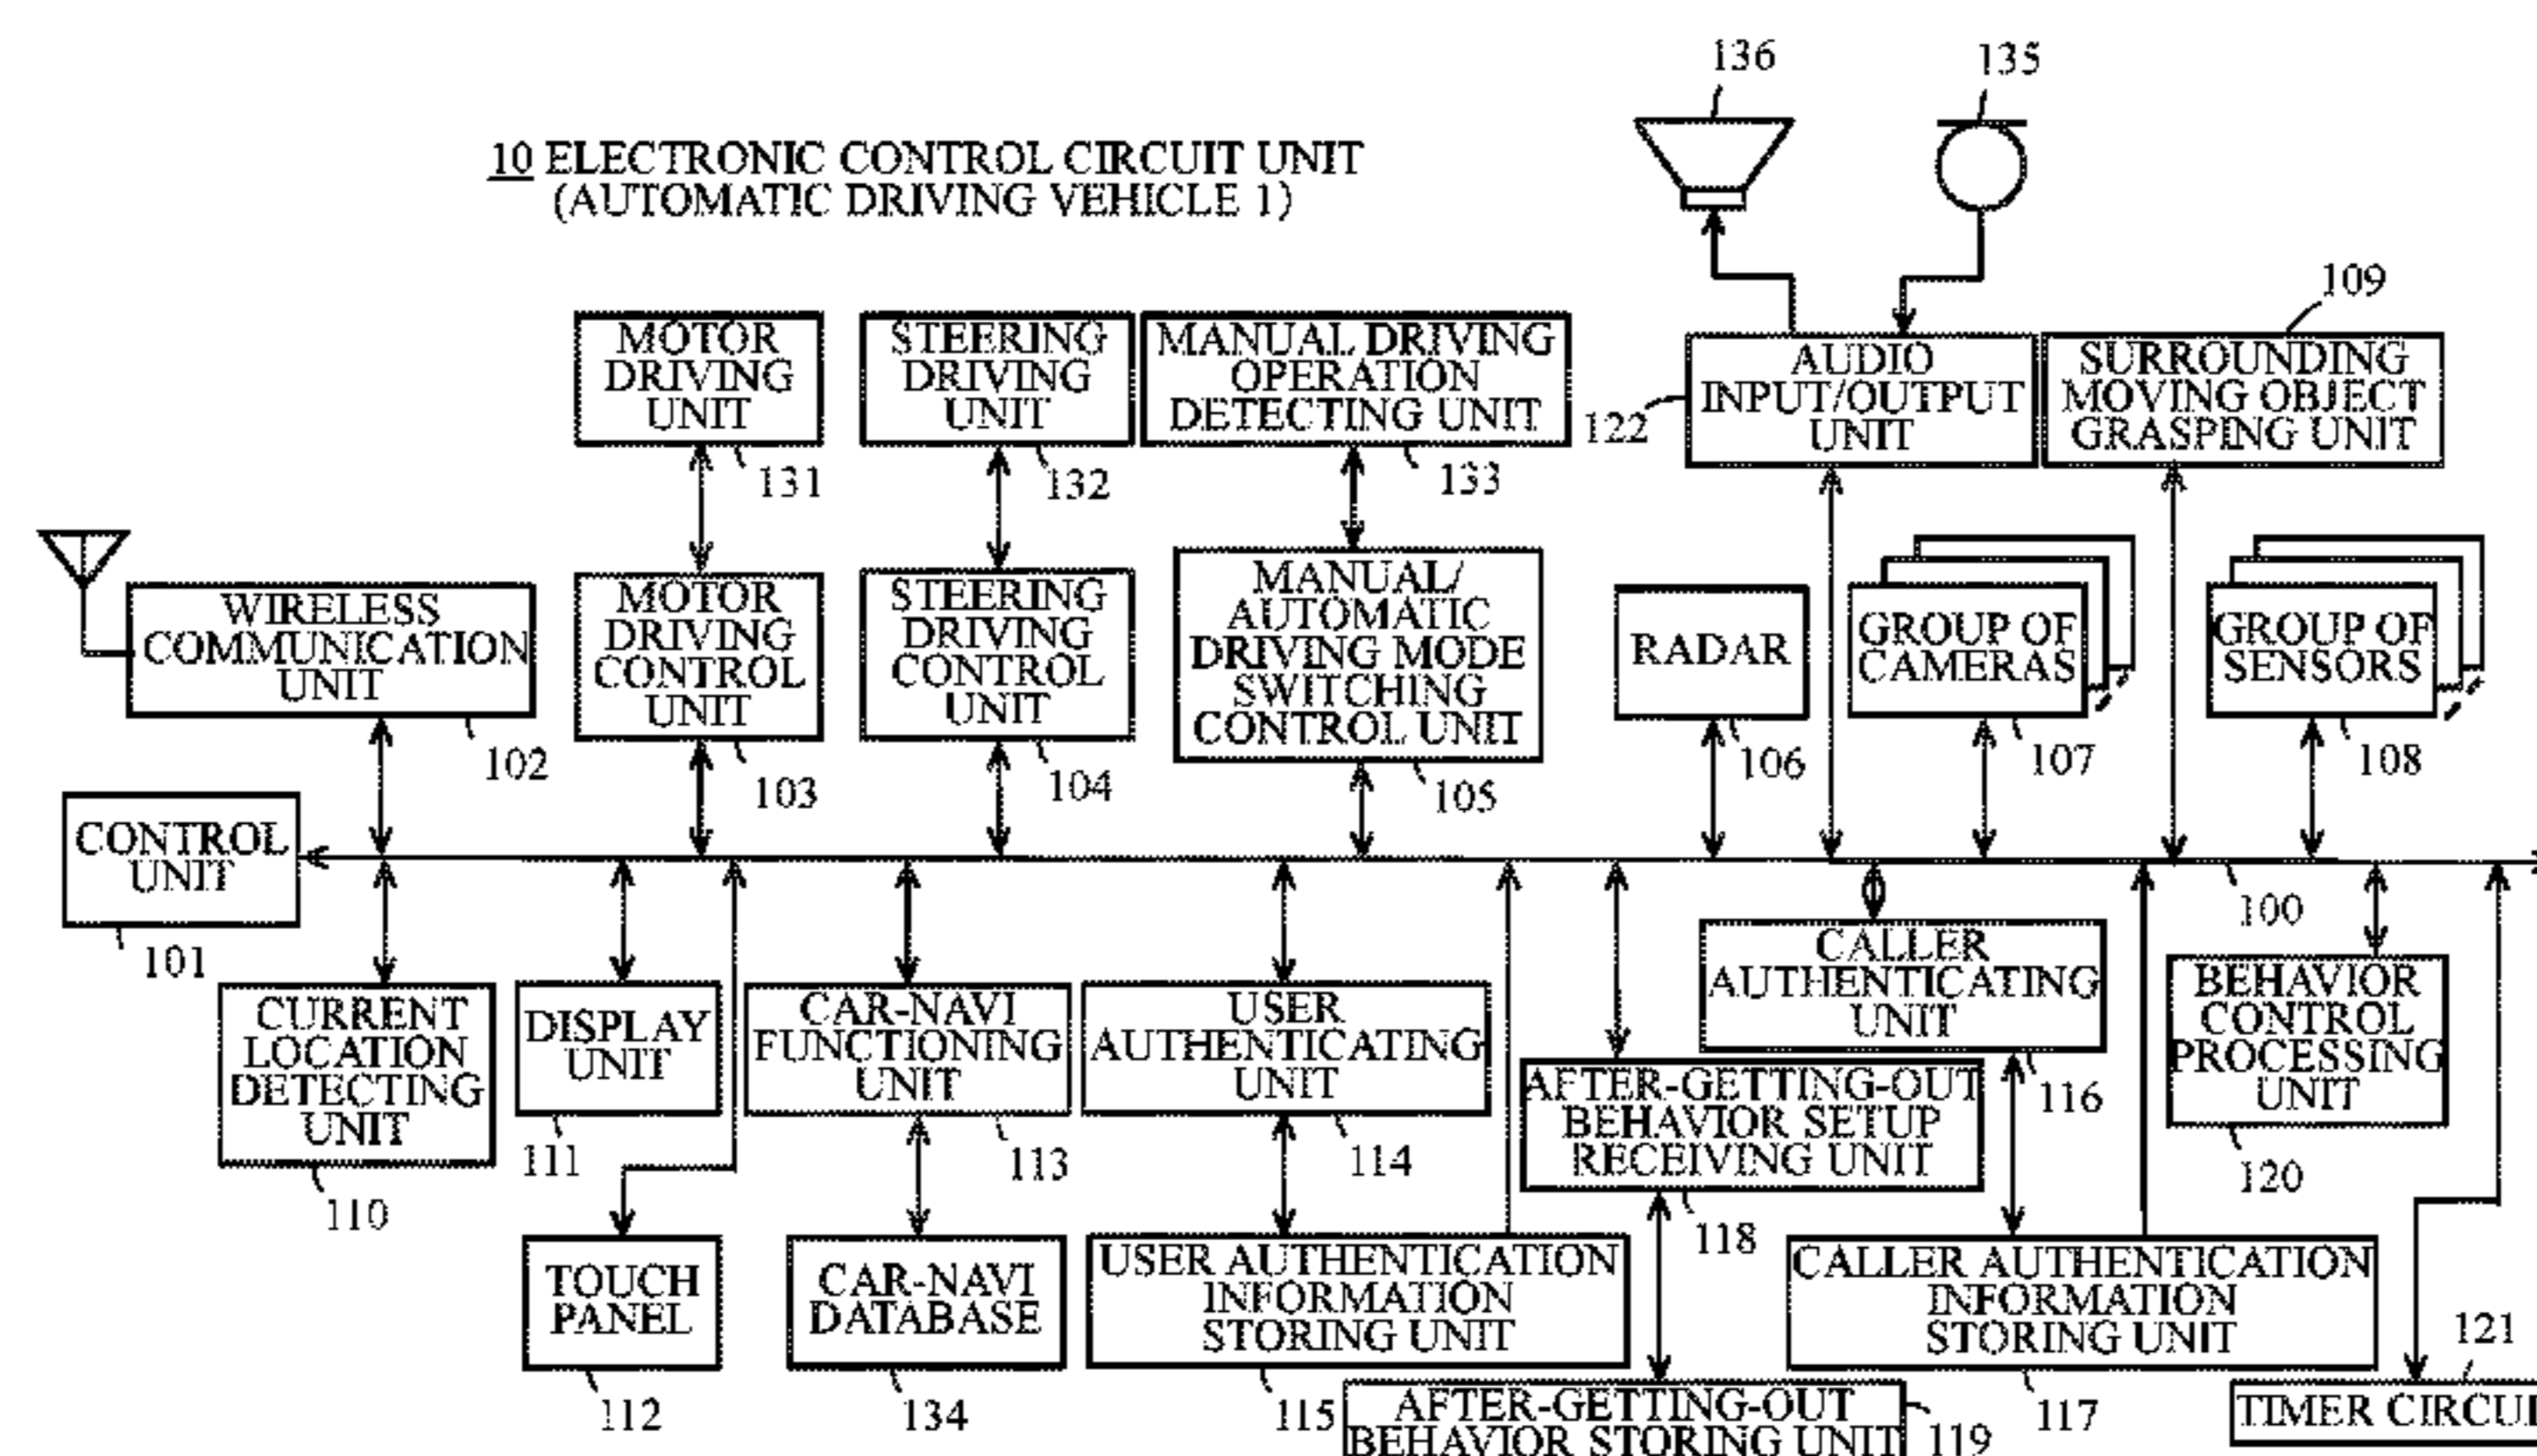 136
135
10 ELECTRONIC CONTROL CIRCUIT UNIT
(AUTOMATIC DRIVING VEHICLE 1)
109
MOTOR
DRIVING
UNIT
131
STEERING
DRIVING
UNIT
132
MANUAL DRIVING
OPERATION
DETECTING UNIT
133
122
AUDIO
INPUT/OUTPUT
UNIT
SURROUNDING
MOVING OBJECT
GRASPING UNIT
WIRELESS
COMMUNICATION
UNIT
102
MOTOR
DRIVING
CONTROL
UNIT
103
STEERING
DRIVING
CONTROL
UNIT
104
MANUAL/
AUTOMATIC
DRIVING MODE
SWITCHING
CONTROL UNIT
105
RADAR
106
GROUP OF
CAMERAS
107
GROUP OF
SENSORS
108
CONTROL
UNIT
101
100
CURRENT
LOCATION
DETECTING
UNIT
110
DISPLAY
UNIT
111
CAR-NAVI
FUNCTIONING
UNIT
113
USER
AUTHENTICATING
UNIT
114
CALLER
AUTHENTICATING
UNIT
116
BEHAVIOR
CONTROL
PROCESSING
UNIT
120
AFTER-GETTING-OUT
BEHAVIOR SETUP
RECEIVING UNIT
118
TOUCH
PANEL
112
CAR-NAVI
DATABASE
134
USER AUTHENTICATION
INFORMATION
STORING UNIT
115
CALLER AUTHENTICATION
INFORMATION
STORING UNIT
117
AFTER-GETTING-OUT
BEHAVIOR STORING UNIT
119
121
TIMER